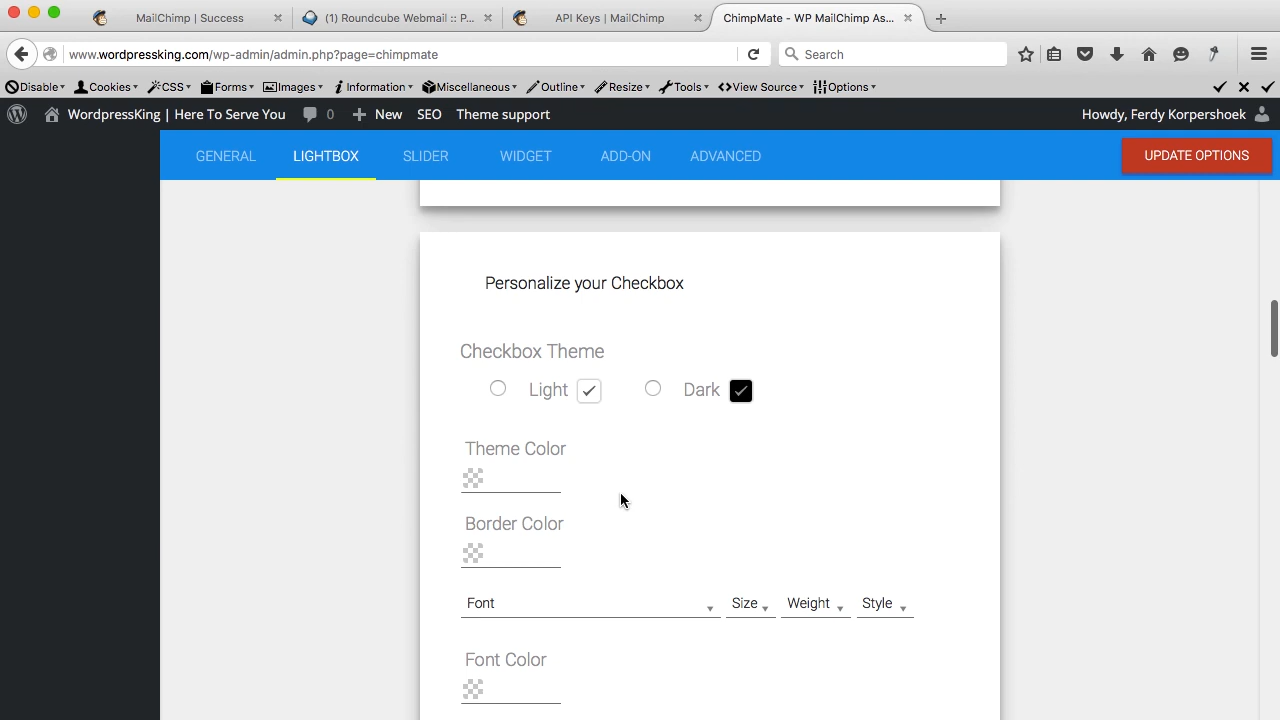 MailChimp | Success
(1) Roundcube Webmail :: P...
API Keys | MailChimp
ChimpMate - WP MailChimp As...
www.wordpressking.com/wp-admin/admin.php?page=chimpmate
Search
Disable Cookies CSS Forms Images Information Miscellaneous Outline Resize Tools View Source Options
WordpressKing | Here To Serve You 0 New SEO Theme support Howdy, Ferdy Korpershoek
GENERAL LIGHTBOX SLIDER WIDGET ADD-ON ADVANCED UPDATE OPTIONS
Personalize your Checkbox
Checkbox Theme
Light Dark
Theme Color
Border Color
Font Size Weight Style
Font Color